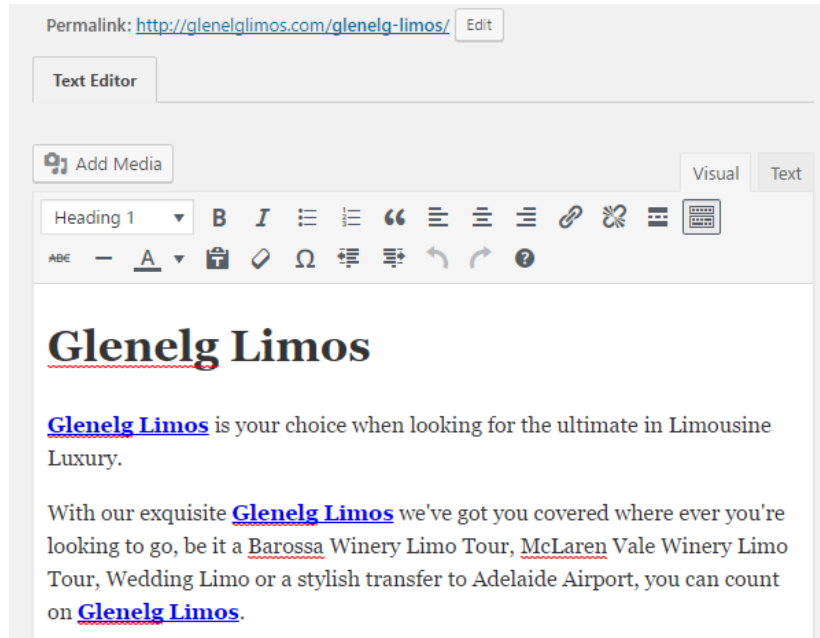 Permalink: http://glenelglimos.com/glenelg-limos/ Edit
Text Editor
Add Media
Visual Text
Heading 1 B I
ABC A
Glenelg Limos
Glenelg Limos is your choice when looking for the ultimate in Limousine
Luxury.
With our exquisite Glenelg Limos we've got you covered where ever you're
looking to go, be it a Barossa Winery Limo Tour, McLaren Vale Winery Limo
Tour, Wedding Limo or a stylish transfer to Adelaide Airport, you can count
on Glenelg Limos.